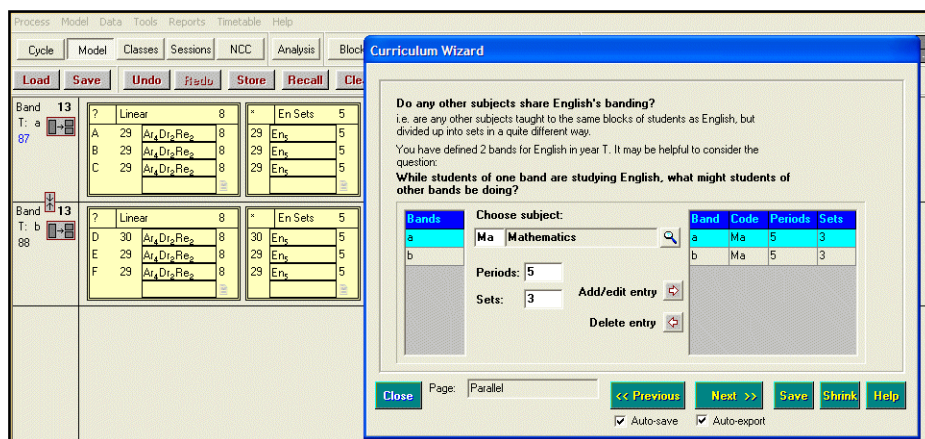 Process Model Data Tools Reports Timetable Help
Cycle Model Classes Sessions NCC Analysis Block
Load Save Undo Redo Store Recall Clea
Curriculum Wizard
Band 13
T: a
87
? Linear 8
A 29 Ar4Dr2Re2 8
B 29 Ar4Dr2Re2 8
C 29 Ar4Dr2Re2 8
* En Sets 5
29 En5 5
29 En5 5
29 En5 5
Band 13
T: b
88
? Linear 8
D 30 Ar4Dr2Re2 8
E 29 Ar4Dr2Re2 8
F 29 Ar4Dr2Re2 8
* En Sets 5
30 En5 5
29 En5 5
29 En5 5
Do any other subjects share English's banding?
i.e. are any other subjects taught to the same blocks of students as English, but
divided up into sets in a quite different way.
You have defined 2 bands for English in year T. It may be helpful to consider the
question:
While students of one band are studying English, what might students of
other bands be doing?
Bands
a
b
Choose subject:
Ma Mathematics
Periods: 5
Sets: 3
Add/edit entry
Delete entry
Band Code Periods Sets
a Ma 5 3
b Ma 5 3
Close Page: Parallel << Previous Next >> Save Shrink Help
Auto-save Auto-export